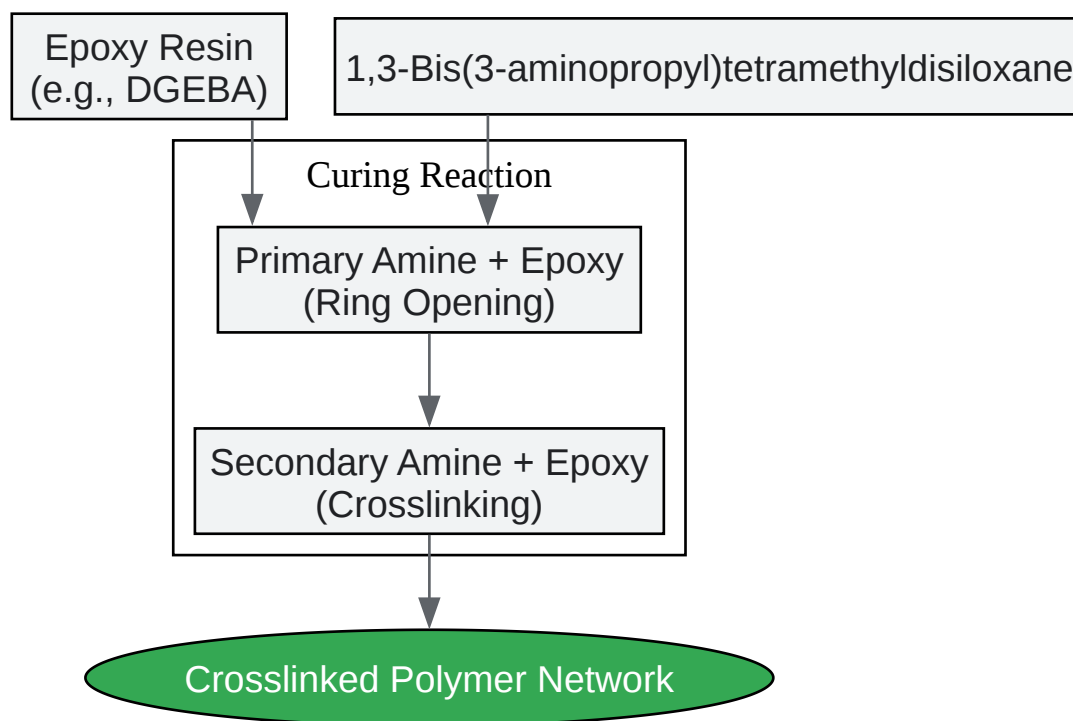 Epoxy Resin
(e.g., DGEBA)
1,3-Bis(3-aminopropyl)tetramethyldisiloxane
Curing Reaction
Primary Amine + Epoxy
(Ring Opening)
Secondary Amine + Epoxy
(Crosslinking)
Crosslinked Polymer Network